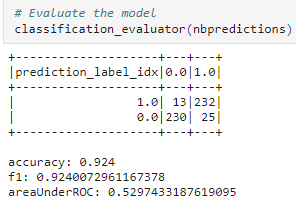 # Evaluate the model
classification_evaluator(nbpredictions)
+--------------------+---+---+
|prediction_label_idx|0.0|1.0|
+--------------------+---+---+
|                 1.0| 13|232|
|                 0.0|230| 25|
+--------------------+---+---+
accuracy: 0.924
f1: 0.9240072961167378
areaUnderROC: 0.5297433187619095